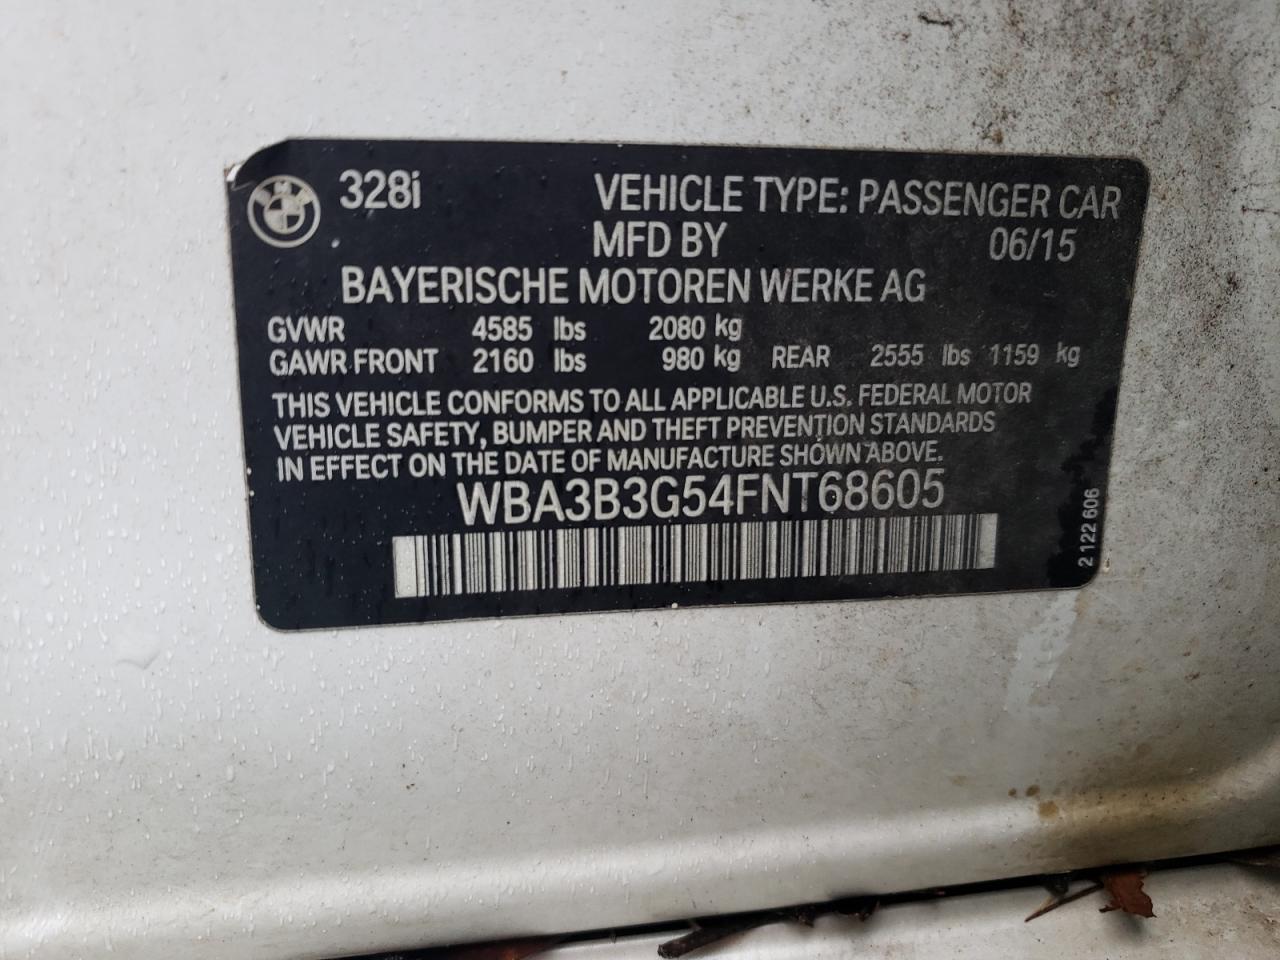 328i VEHICLE TYPE: PASSENGER CAR
MFD BY 06/15
BAYERISCHE MOTOREN WERKE AG
GVWR 4585 lbs 2080 kg
GAWR FRONT 2160 lbs 980 kg REAR 2555 lbs 1159 kg
THIS VEHICLE CONFORMS TO ALL APPLICABLE U.S. FEDERAL MOTOR
VEHICLE SAFETY, BUMPER AND THEFT PREVENTION STANDARDS
IN EFFECT ON THE DATE OF MANUFACTURE SHOWN ABOVE.
WBA3B3G54FNT68605
2 122 606